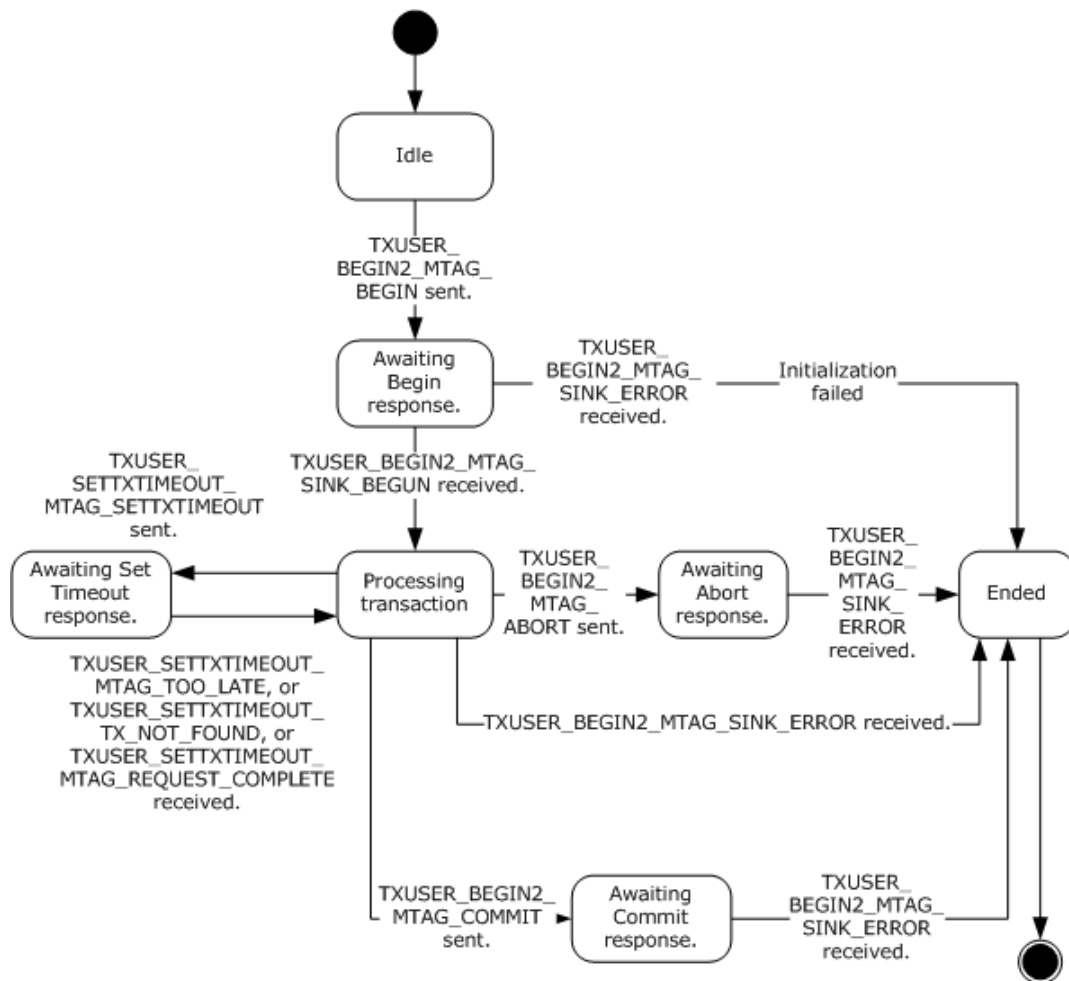 Idle
TXUSER_
BEGIN2_MTAG_
BEGIN sent.
Awaiting
Begin
response.
TXUSER_
BEGIN2_MTAG_
SINK_ERROR
received.
Initialization
failed
TXUSER_BEGIN2_MTAG_
SINK_BEGUN received.
TXUSER_
SETTXTIMEOUT_
MTAG_SETTXTIMEOUT
sent.
Awaiting Set
Timeout
response.
Processing
transaction
TXUSER_
BEGIN2_
MTAG_
ABORT sent.
Awaiting
Abort
response.
TXUSER_
BEGIN2_
MTAG_
SINK_
ERROR
received.
Ended
TXUSER_SETTXTIMEOUT_
MTAG_TOO_LATE, or
TXUSER_SETTXTIMEOUT_
TX_NOT_FOUND, or
TXUSER_SETTXTIMEOUT_
MTAG_REQUEST_COMPLETE
received.
TXUSER_BEGIN2_MTAG_SINK_ERROR received.
TXUSER_BEGIN2_
MTAG_COMMIT
sent.
Awaiting
Commit
response.
TXUSER_
BEGIN2_MTAG_
SINK_ERROR
received.